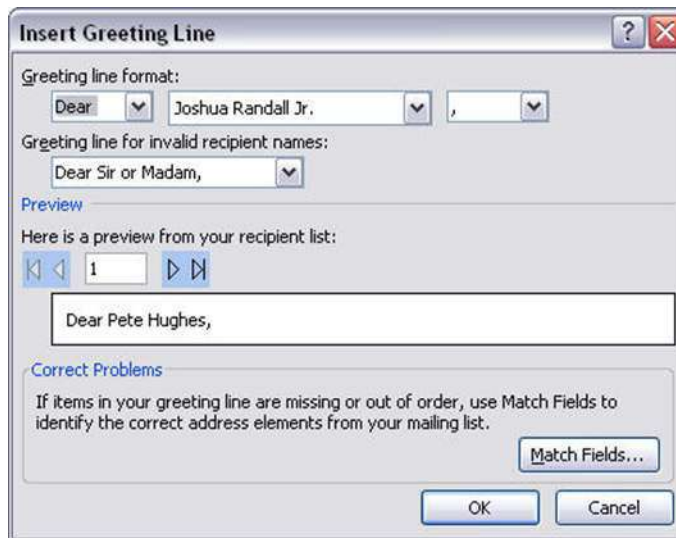 Insert Greeting Line
Greeting line format:
Dear Joshua Randall Jr. ,
Greeting line for invalid recipient names:
Dear Sir or Madam,
Preview
Here is a preview from your recipient list:
1
Dear Pete Hughes,
Correct Problems
If items in your greeting line are missing or out of order, use Match Fields to
identify the correct address elements from your mailing list.
Match Fields...
OK Cancel